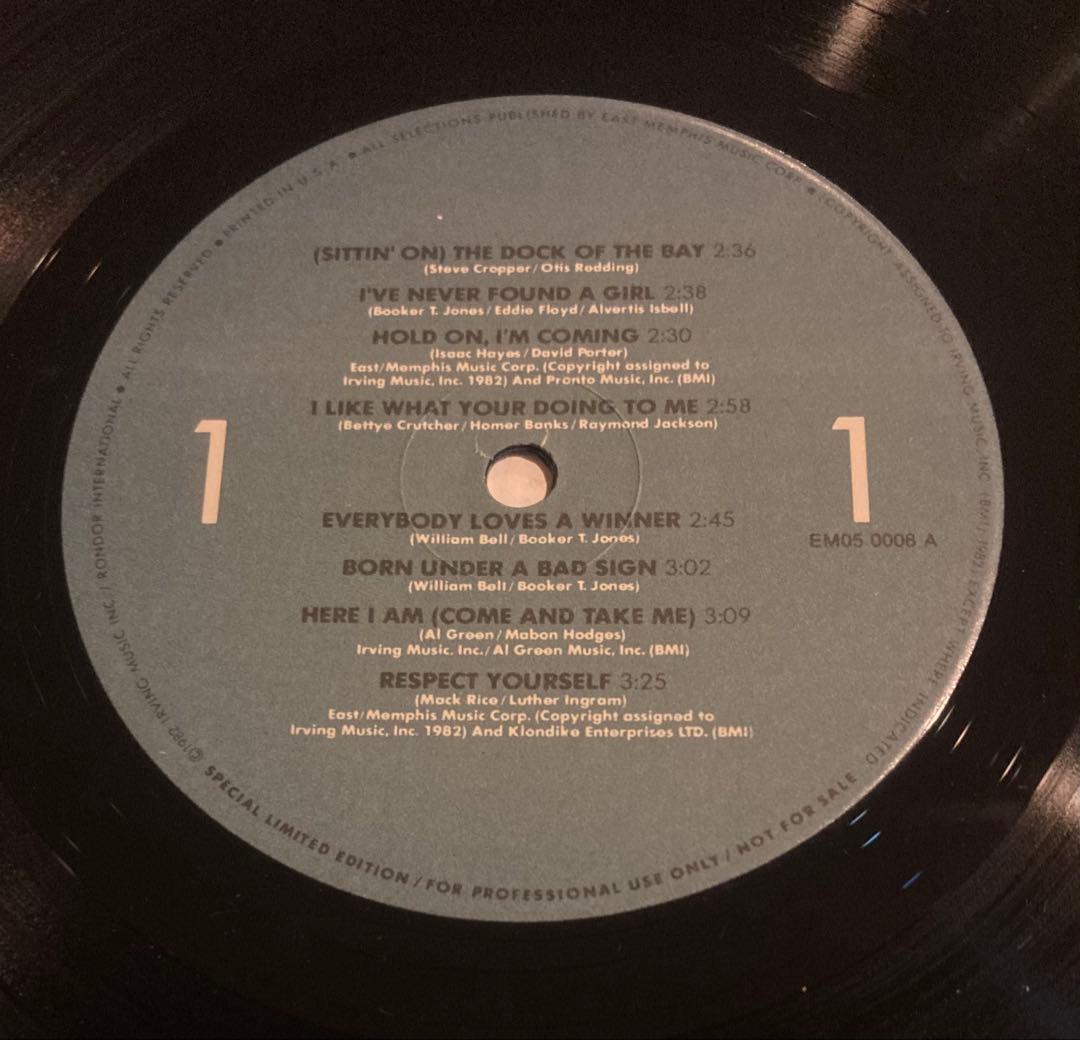 (SITTIN' ON) THE DOCK OF THE BAY 2:36
(Steve Cropper/Otis Redding)
I'VE NEVER FOUND A GIRL 2:38
(Booker T. Jones/Eddie Floyd/Alvertis Isbell)
HOLD ON, I'M COMING 2:30
(Isaac Hayes/David Porter)
East/Memphis Music Corp. (Copyright assigned to
Irving Music, Inc. 1982) And Pronto Music, Inc. (BMI)
I LIKE WHAT YOUR DOING TO ME 2:58
(Bettye Crutcher/Homer Banks/Raymond Jackson)
1
1
EVERYBODY LOVES A WINNER 2:45
(William Bell/Booker T. Jones)
EM05 0008 A
BORN UNDER A BAD SIGN 3:02
(William Bell/Booker T. Jones)
HERE I AM (COME AND TAKE ME) 3:09
(Al Green/Mabon Hodges)
Irving Music, Inc./Al Green Music, Inc. (BMI)
RESPECT YOURSELF 3:25
(Mack Rice/Luther Ingram)
East/Memphis Music Corp. (Copyright assigned to
Irving Music, Inc. 1982) And Klondike Enterprises LTD. (BMI)
©1982 IRVING MUSIC INC. / RONDOR INTERNATIONAL • ALL RIGHTS RESERVED • PRINTED IN U.S.A. • ALL SELECTIONS PUBLISHED BY EAST MEMPHIS MUSIC CORP. • (COPYRIGHT ASSIGNED TO IRVING MUSIC, INC. (BMI) 1982) EXCEPT WHERE INDICATED
SPECIAL LIMITED EDITION / FOR PROFESSIONAL USE ONLY / NOT FOR SALE